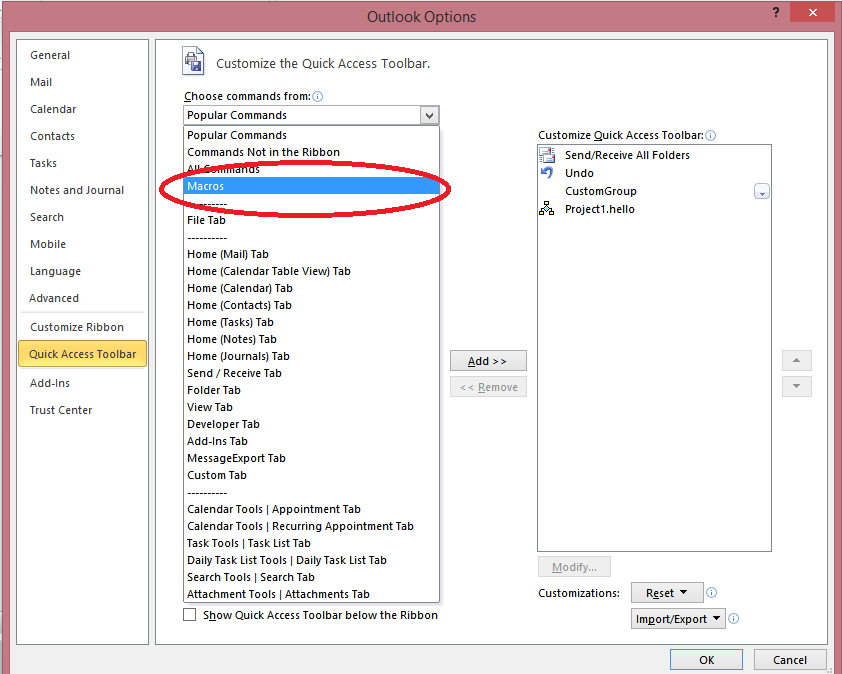 Outlook Options
?
General
Mail
Calendar
Contacts
Tasks
Notes and Journal
Search
Mobile
Language
Advanced
Customize Ribbon
Quick Access Toolbar
Add-Ins
Trust Center
Customize the Quick Access Toolbar.
Choose commands from:
Popular Commands
Popular Commands
Commands Not in the Ribbon
All Commands
Macros
----------
File Tab
----------
Home (Mail) Tab
Home (Calendar Table View) Tab
Home (Calendar) Tab
Home (Contacts) Tab
Home (Tasks) Tab
Home (Notes) Tab
Home (Journals) Tab
Send / Receive Tab
Folder Tab
View Tab
Developer Tab
Add-Ins Tab
MessageExport Tab
Custom Tab
----------
Calendar Tools | Appointment Tab
Calendar Tools | Recurring Appointment Tab
Task Tools | Task List Tab
Daily Task List Tools | Daily Task List Tab
Search Tools | Search Tab
Attachment Tools | Attachments Tab
Show Quick Access Toolbar below the Ribbon
Add >>
<< Remove
Customize Quick Access Toolbar:
Send/Receive All Folders
Undo
CustomGroup
Project1.hello
Modify...
Customizations:
Reset
Import/Export
OK
Cancel